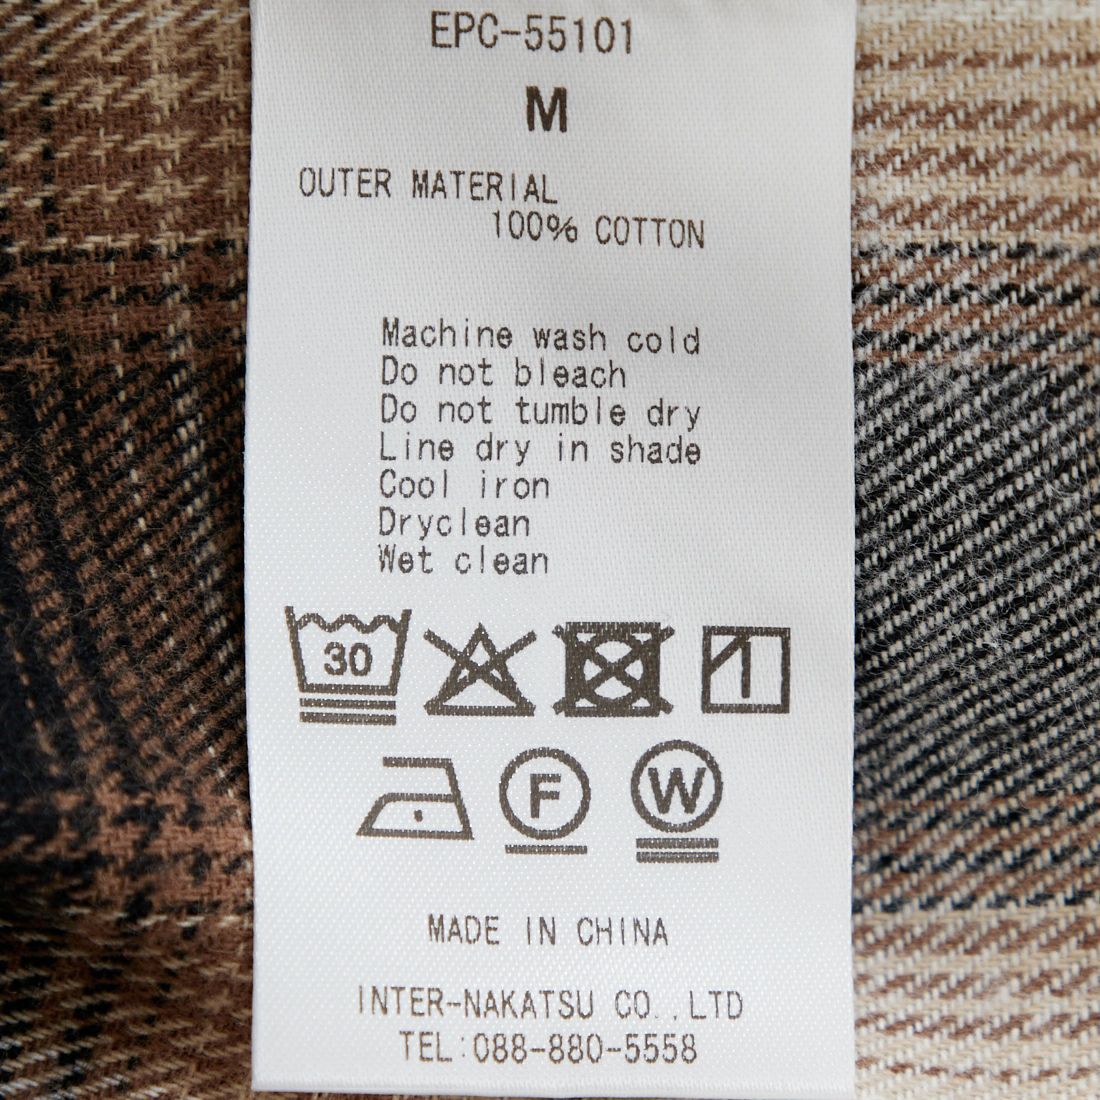 EPC-55101
M
OUTER MATERIAL
100% COTTON
Machine wash cold
Do not bleach
Do not tumble dry
Line dry in shade
Cool iron
Dryclean
Wet clean
30
F W
MADE IN CHINA
INTER-NAKATSU CO.,LTD
TEL:088-880-5558